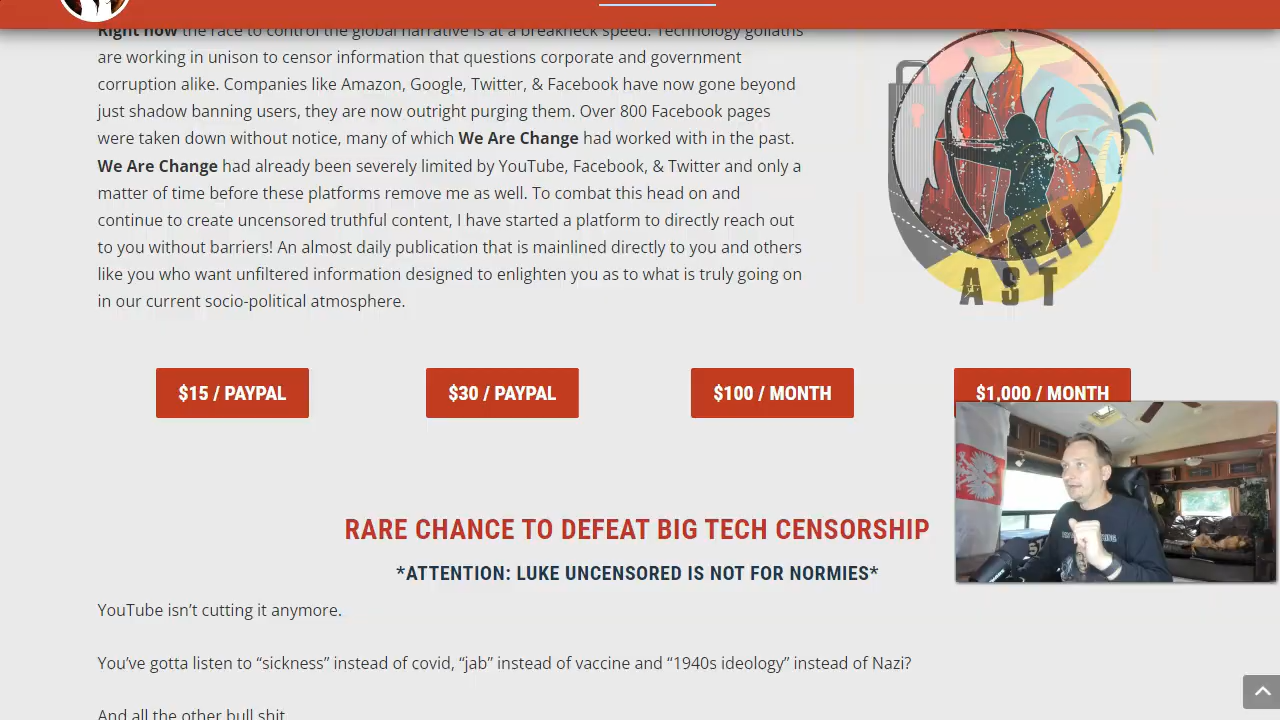 Right now the race to control the global narrative is at a breakneck speed. Technology goliaths
are working in unison to censor information that questions corporate and government
corruption alike. Companies like Amazon, Google, Twitter, & Facebook have now gone beyond
just shadow banning users, they are now outright purging them. Over 800 Facebook pages
were taken down without notice, many of which We Are Change had worked with in the past.
We Are Change had already been severely limited by YouTube, Facebook, & Twitter and only a
matter of time before these platforms remove me as well. To combat this head on and
continue to create uncensored truthful content, I have started a platform to directly reach out
to you without barriers! An almost daily publication that is mainlined directly to you and others
like you who want unfiltered information designed to enlighten you as to what is truly going on
in our current socio-political atmosphere.
AST
$15 / PAYPAL
$30 / PAYPAL
$100 / MONTH
$1,000 / MONTH
RARE CHANCE TO DEFEAT BIG TECH CENSORSHIP
*ATTENTION: LUKE UNCENSORED IS NOT FOR NORMIES*
YouTube isn’t cutting it anymore.
You’ve gotta listen to “sickness” instead of covid, “jab” instead of vaccine and “1940s ideology” instead of Nazi?
And all the other bull shit